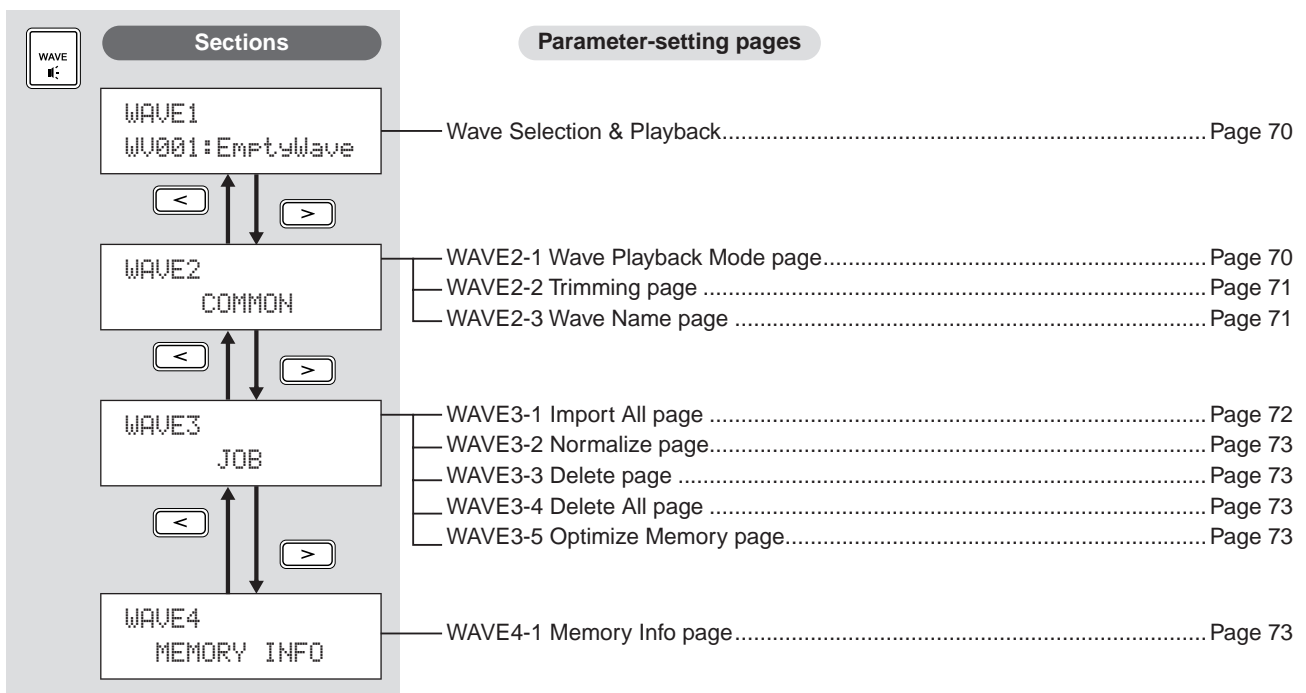 WAVE
Sections
Parameter-setting pages
WAVE1
WV001:EmptyWave
Wave Selection & Playback.......... Page 70
<
>
WAVE2
COMMON
WAVE2-1 Wave Playback Mode page.......... Page 70
WAVE2-2 Trimming page .......... Page 71
WAVE2-3 Wave Name page .......... Page 71
<
>
WAVE3
JOB
WAVE3-1 Import All page .......... Page 72
WAVE3-2 Normalize page.......... Page 73
WAVE3-3 Delete page .......... Page 73
WAVE3-4 Delete All page .......... Page 73
WAVE3-5 Optimize Memory page.......... Page 73
<
>
WAVE4
MEMORY INFO
WAVE4-1 Memory Info page.......... Page 73